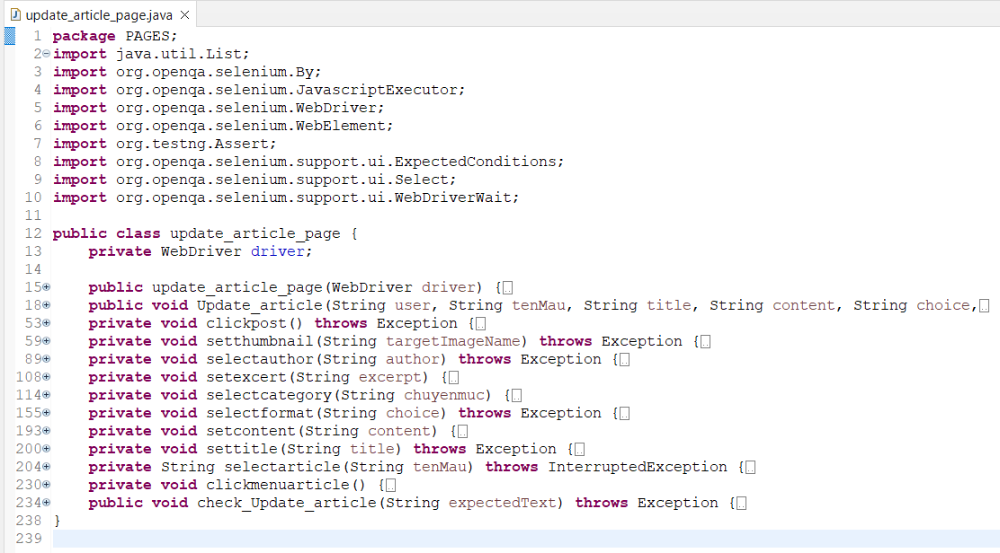 update_article_page.java
1 package PAGES;
2 import java.util.List;
3 import org.openqa.selenium.By;
4 import org.openqa.selenium.JavascriptExecutor;
5 import org.openqa.selenium.WebDriver;
6 import org.openqa.selenium.WebElement;
7 import org.testng.Assert;
8 import org.openqa.selenium.support.ui.ExpectedConditions;
9 import org.openqa.selenium.support.ui.Select;
10 import org.openqa.selenium.support.ui.WebDriverWait;
11
12 public class update_article_page {
13 private WebDriver driver;
14
15 public update_article_page(WebDriver driver) {
18 public void Update_article(String user, String tenMau, String title, String content, String choice,
53 private void clickpost() throws Exception {
59 private void setthumbnail(String targetImageName) throws Exception {
89 private void selectauthor(String author) throws Exception {
108 private void setexcert(String excerpt) {
114 private void selectcategory(String chuyenmuc) {
155 private void selectformat(String choice) throws Exception {
193 private void setcontent(String content) {
200 private void settitle(String title) throws Exception {
204 private String selectarticle(String tenMau) throws InterruptedException {
230 private void clickmenuarticle() {
234 public void check_Update_article(String expectedText) throws Exception {
238 }
239